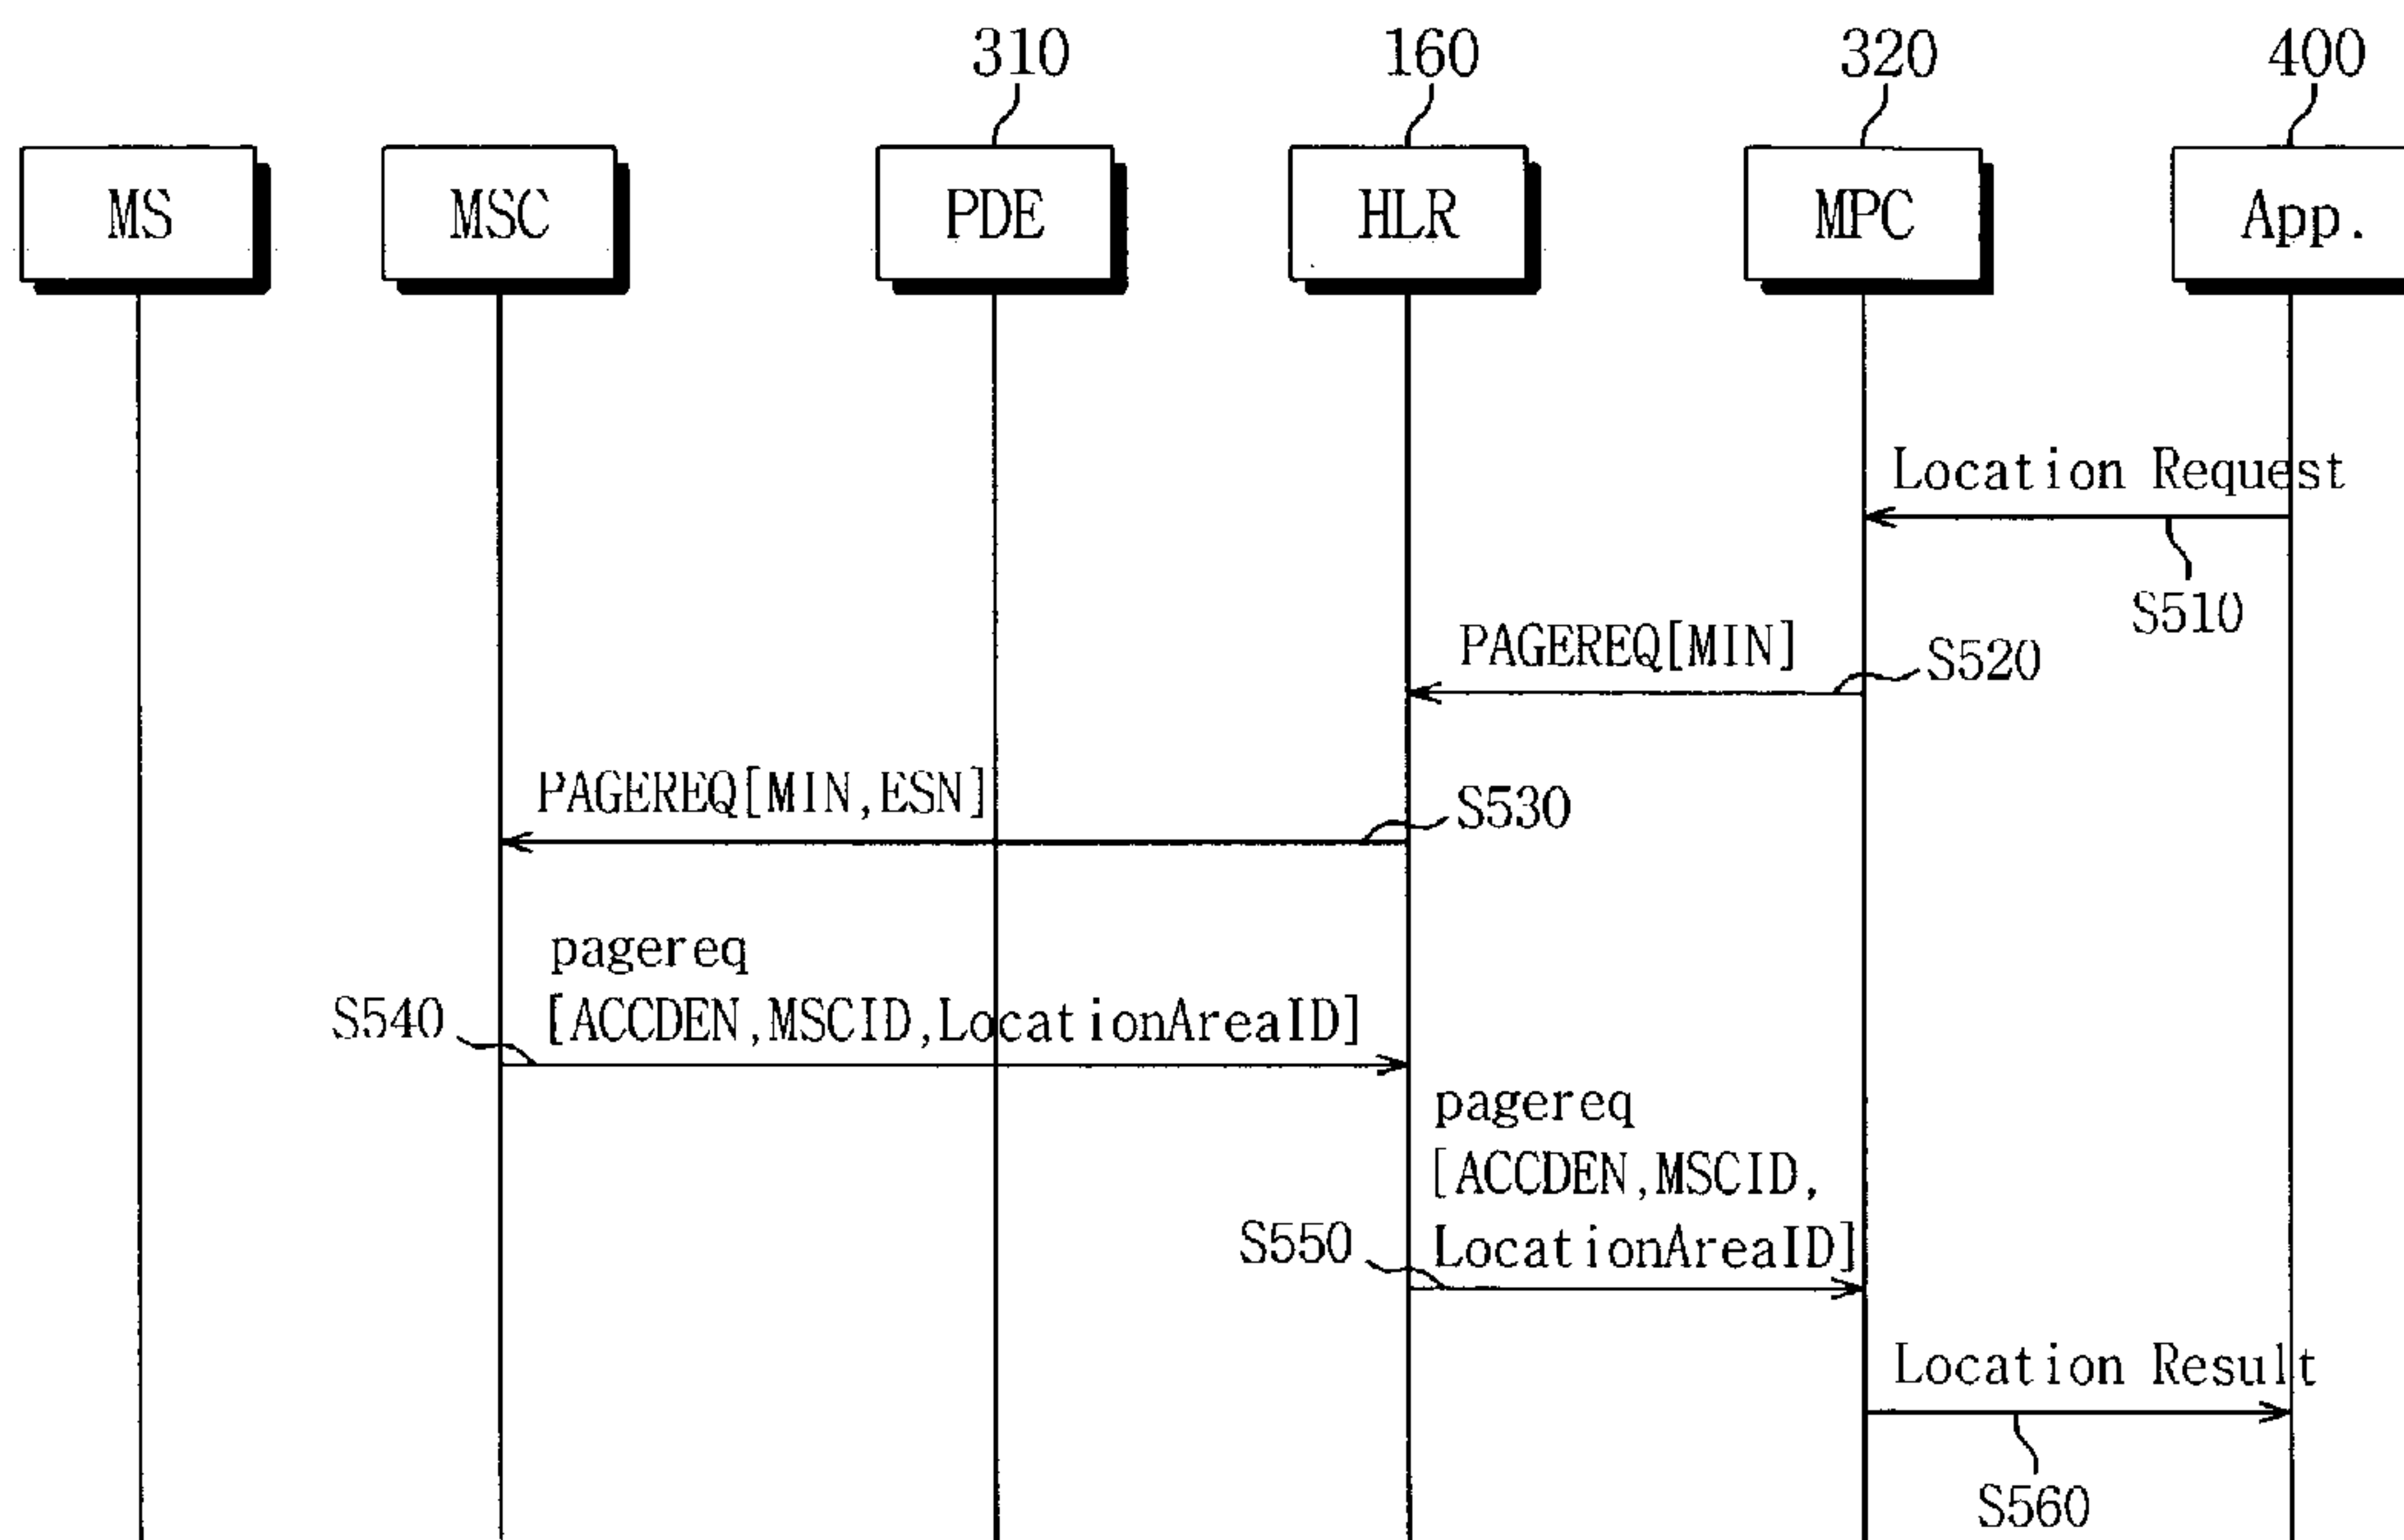 310
160
320
400
MS
MSC
PDE
HLR
MPC
App.
Location Request
S510
PAGEREQ[MIN]
S520
PAGEREQ[MIN,ESN]
S530
pagereq
S540
[ACCDEN,MSCID,LocationAreaID]
pagereq
[ACCDEN,MSCID,
S550
LocationAreaID]
Location Result
S560